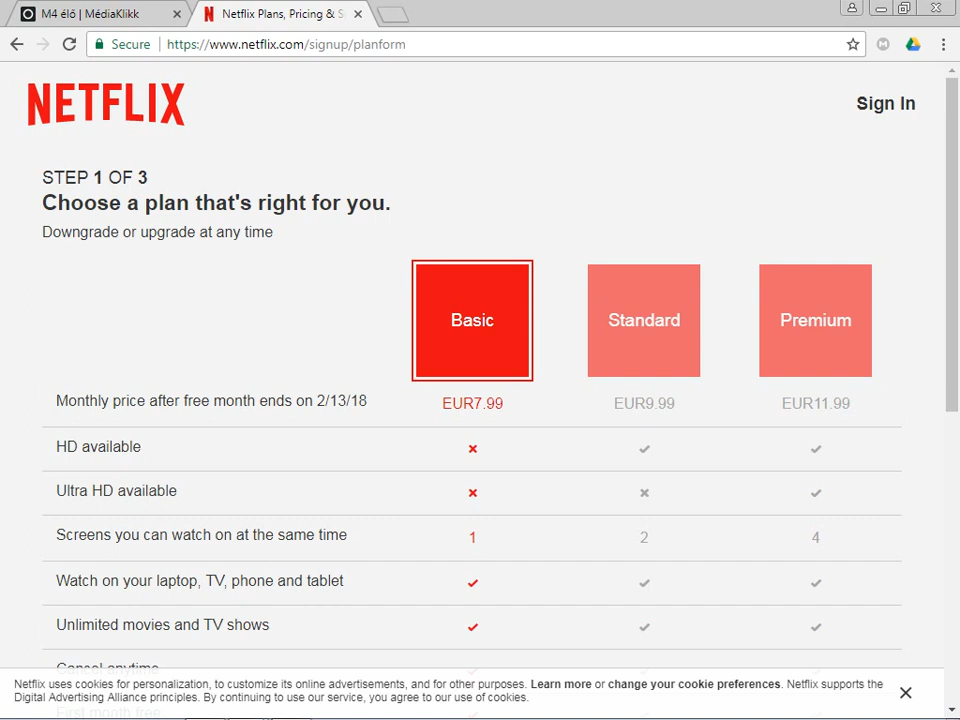 M4 élő | MédiaKlikk
Netflix Plans, Pricing &
Secure
https://www.netflix.com/signup/planform
NETFLIX
Sign In
STEP 1 OF 3
Choose a plan that's right for you.
Downgrade or upgrade at any time
Basic Standard Premium
Monthly price after free month ends on 2/13/18 EUR7.99 EUR9.99 EUR11.99
HD available
Ultra HD available
Screens you can watch on at the same time 1 2 4
Watch on your laptop, TV, phone and tablet
Unlimited movies and TV shows
Cancel anytime
Netflix uses cookies for personalization, to customize its online advertisements, and for other purposes. Learn more or change your cookie preferences. Netflix supports the
Digital Advertising Alliance principles. By continuing to use our service, you agree to our use of cookies.
First month free